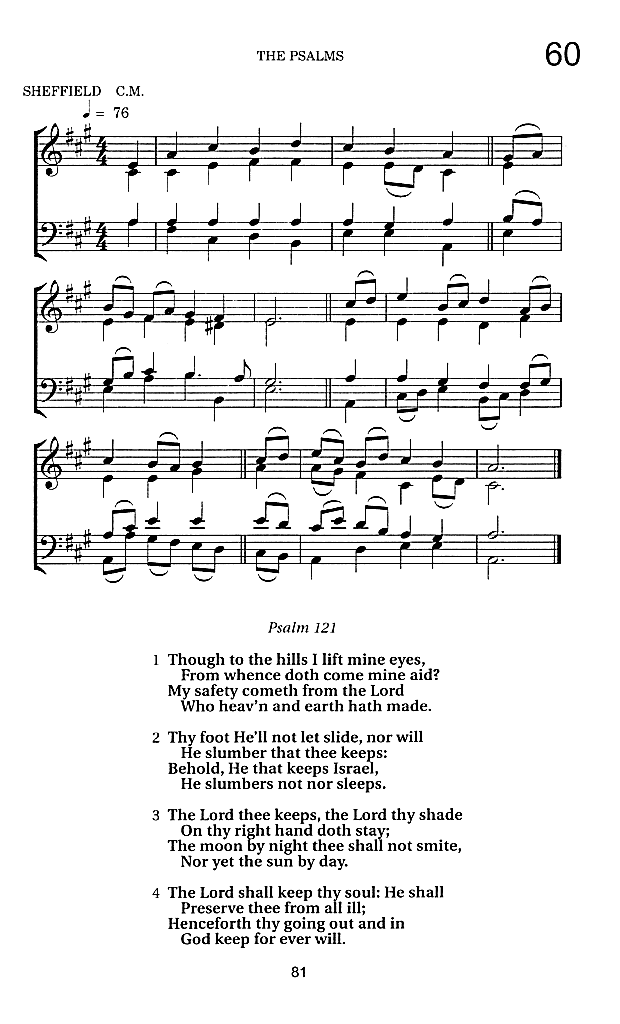 THE PSALMS
60
SHEFFIELD C.M.
♩ = 76
4
4
4
4
Psalm 121
1 Though to the hills I lift mine eyes,
From whence doth come mine aid?
My safety cometh from the Lord
Who heav'n and earth hath made.
2 Thy foot He'll not let slide, nor will
He slumber that thee keeps:
Behold, He that keeps Israel,
He slumbers not nor sleeps.
3 The Lord thee keeps, the Lord thy shade
On thy right hand doth stay;
The moon by night thee shall not smite,
Nor yet the sun by day.
4 The Lord shall keep thy soul: He shall
Preserve thee from all ill;
Henceforth thy going out and in
God keep for ever will.
81